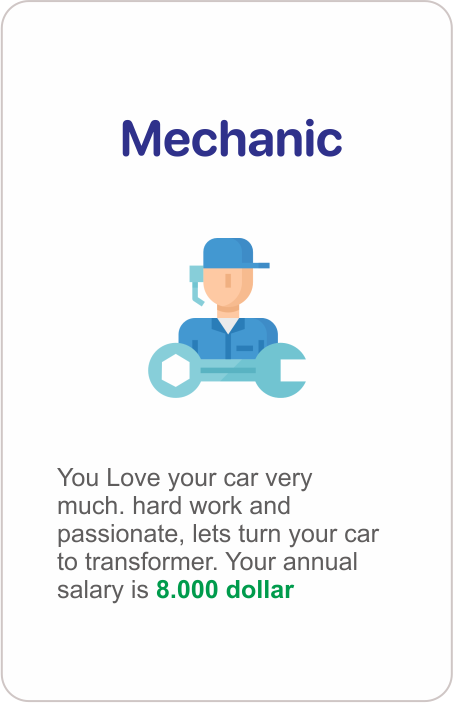 Mechanic
You Love your car very
much. hard work and
passionate, lets turn your car
to transformer. Your annual
salary is 8.000 dollar